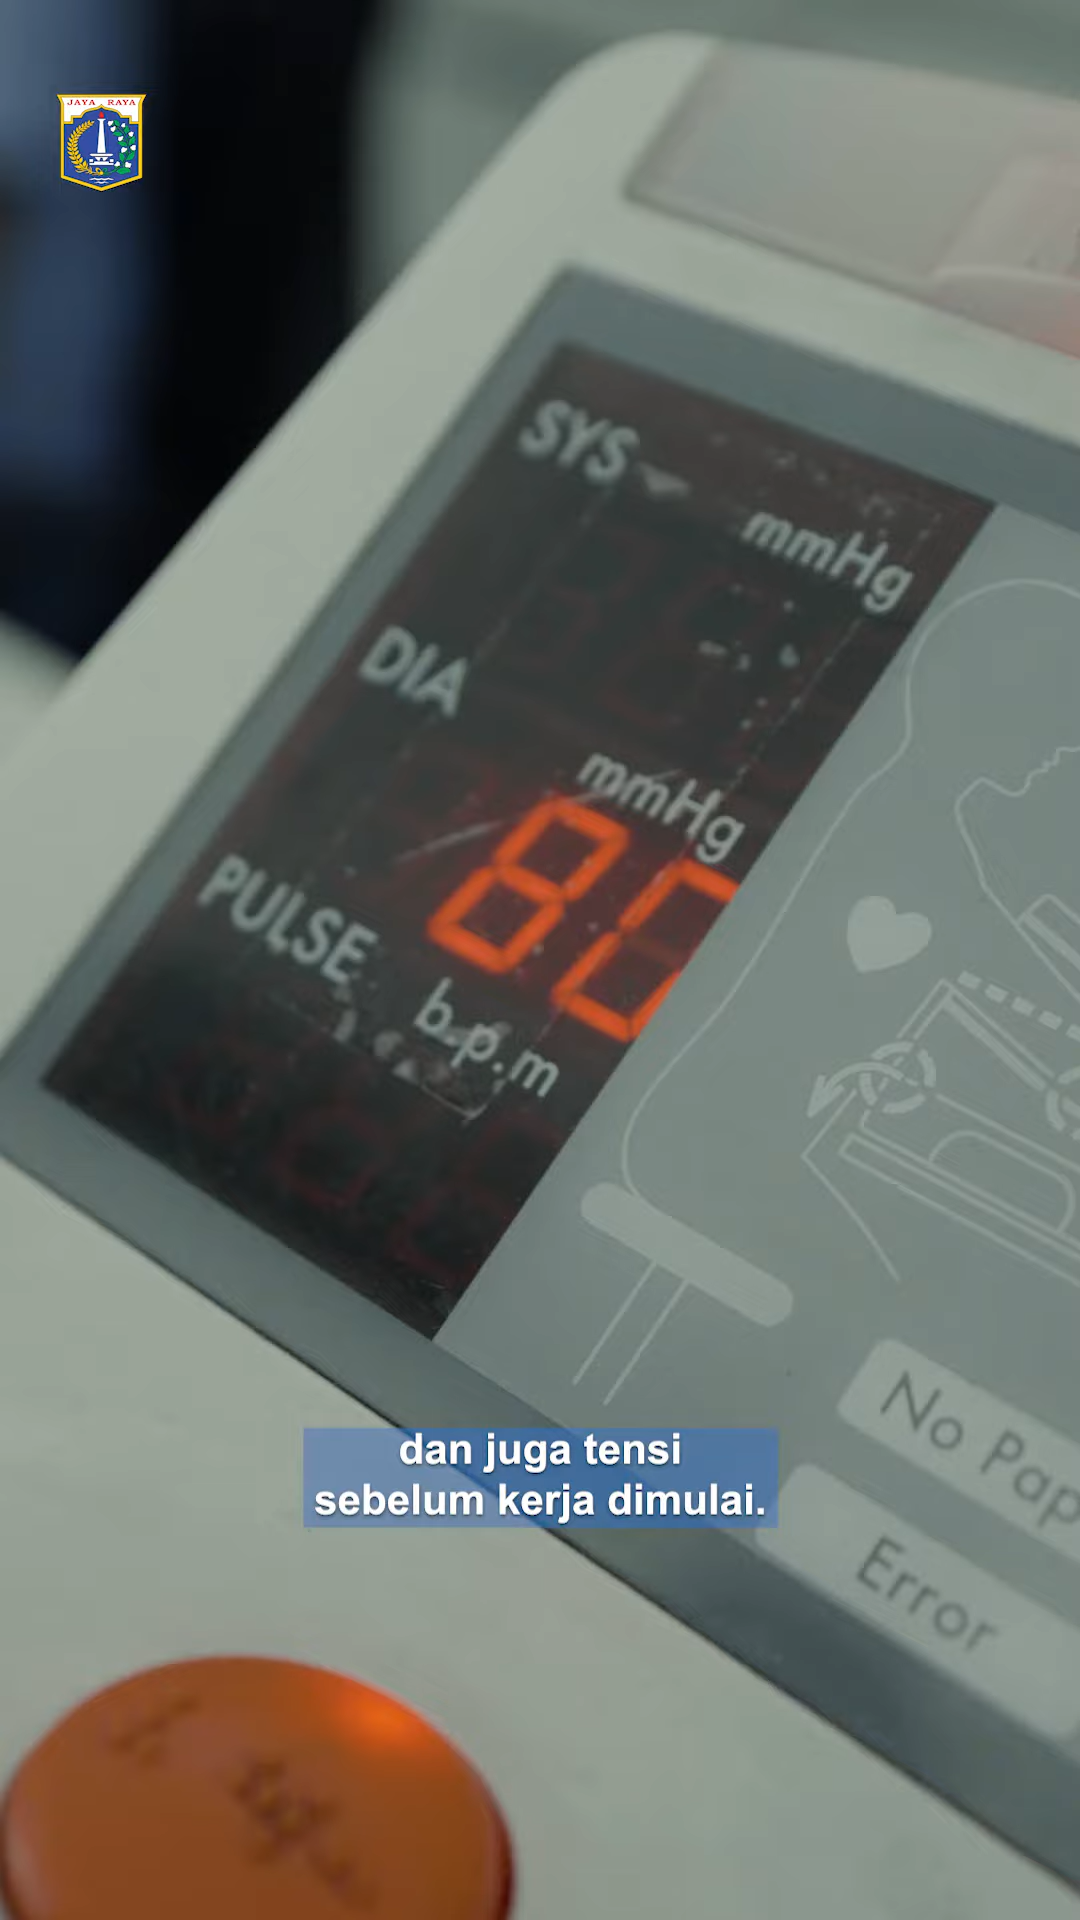 JAYA RAYA
SYS
mmHg
DIA
mmHg
80
PULSE
b.p.m
No Pap
Error
dan juga tensi
sebelum kerja dimulai.